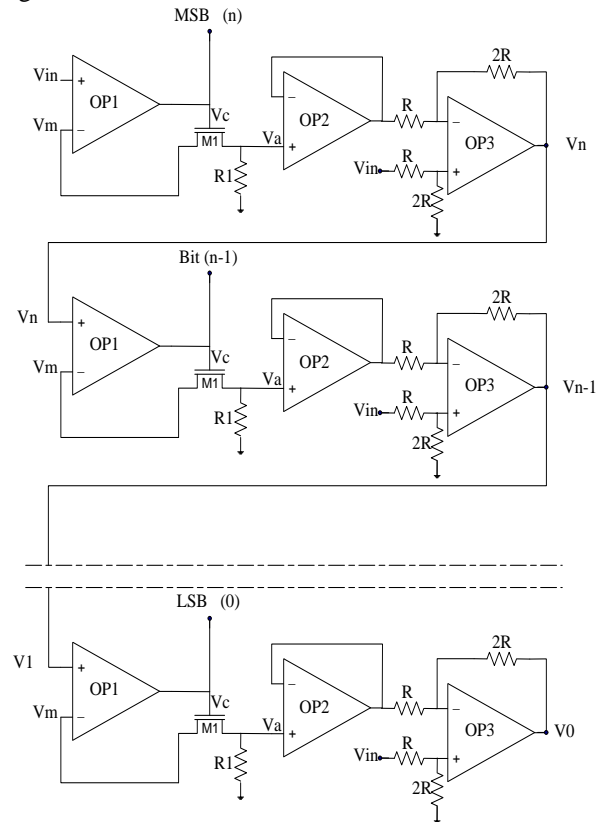 MSB (n)
2R
Vin
+
OP1
Vm
−
Vc
M1
Va
R1
−
OP2
+
R
−
OP3
Vn
Vin
R
+
2R
Bit (n-1)
2R
Vn
+
OP1
Vm
−
Vc
M1
Va
R1
−
OP2
+
R
−
OP3
Vn-1
Vin
R
+
2R
LSB (0)
2R
V1
+
OP1
Vm
−
Vc
M1
Va
R1
−
OP2
+
R
−
OP3
V0
Vin
R
+
2R